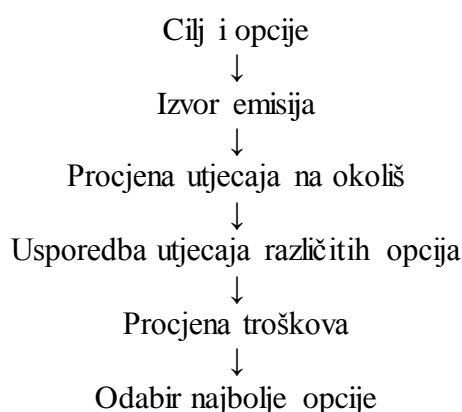 Cilj i opcije
↓
Izvor emisija
↓
Procjena utjecaja na okoliš
↓
Usporedba utjecaja različitih opcija
↓
Procjena troškova
↓
Odabir najbolje opcije